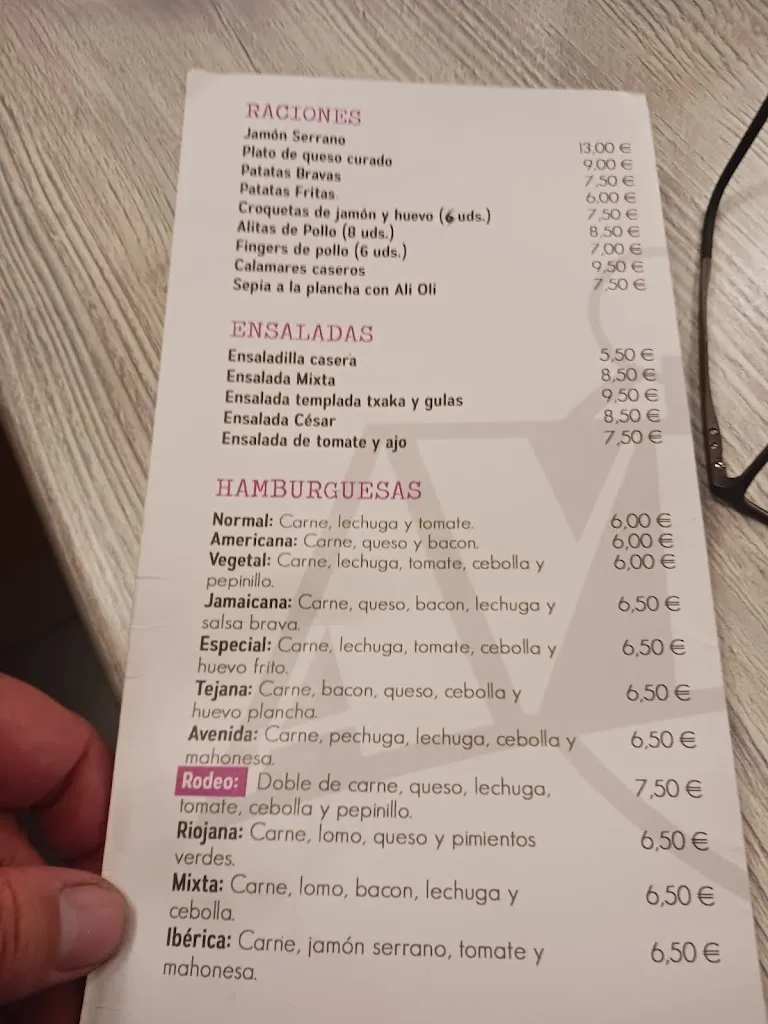 RACIONES
Jamón Serrano 13,00 €
Plato de queso curado 9,00 €
Patatas Bravas 7,50 €
Patatas Fritas 6,00 €
Croquetas de jamón y huevo (6 uds.) 7,50 €
Alitas de Pollo (8 uds.) 8,50 €
Fingers de pollo (6 uds.) 7,00 €
Calamares caseros 9,50 €
Sepia a la plancha con Ali Oli 7,50 €
ENSALADAS
Ensaladilla casera 5,50 €
Ensalada Mixta 8,50 €
Ensalada templada txaka y gulas 9,50 €
Ensalada César 8,50 €
Ensalada de tomate y ajo 7,50 €
HAMBURGUESAS
Normal: Carne, lechuga y tomate. 6,00 €
Americana: Carne, queso y bacon. 6,00 €
Vegetal: Carne, lechuga, tomate, cebolla y 6,00 €
pepinillo.
Jamaicana: Carne, queso, bacon, lechuga y 6,50 €
salsa brava.
Especial: Carne, lechuga, tomate, cebolla y 6,50 €
huevo frito.
Tejana: Carne, bacon, queso, cebolla y 6,50 €
huevo plancha.
Avenida: Carne, pechuga, lechuga, cebolla y 6,50 €
mahonesa.
Rodeo: Doble de carne, queso, lechuga, 7,50 €
tomate, cebolla y pepinillo.
Riojana: Carne, lomo, queso y pimientos 6,50 €
verdes.
Mixta: Carne, lomo, bacon, lechuga y 6,50 €
cebolla.
Ibérica: Carne, jamón serrano, tomate y 6,50 €
mahonesa.